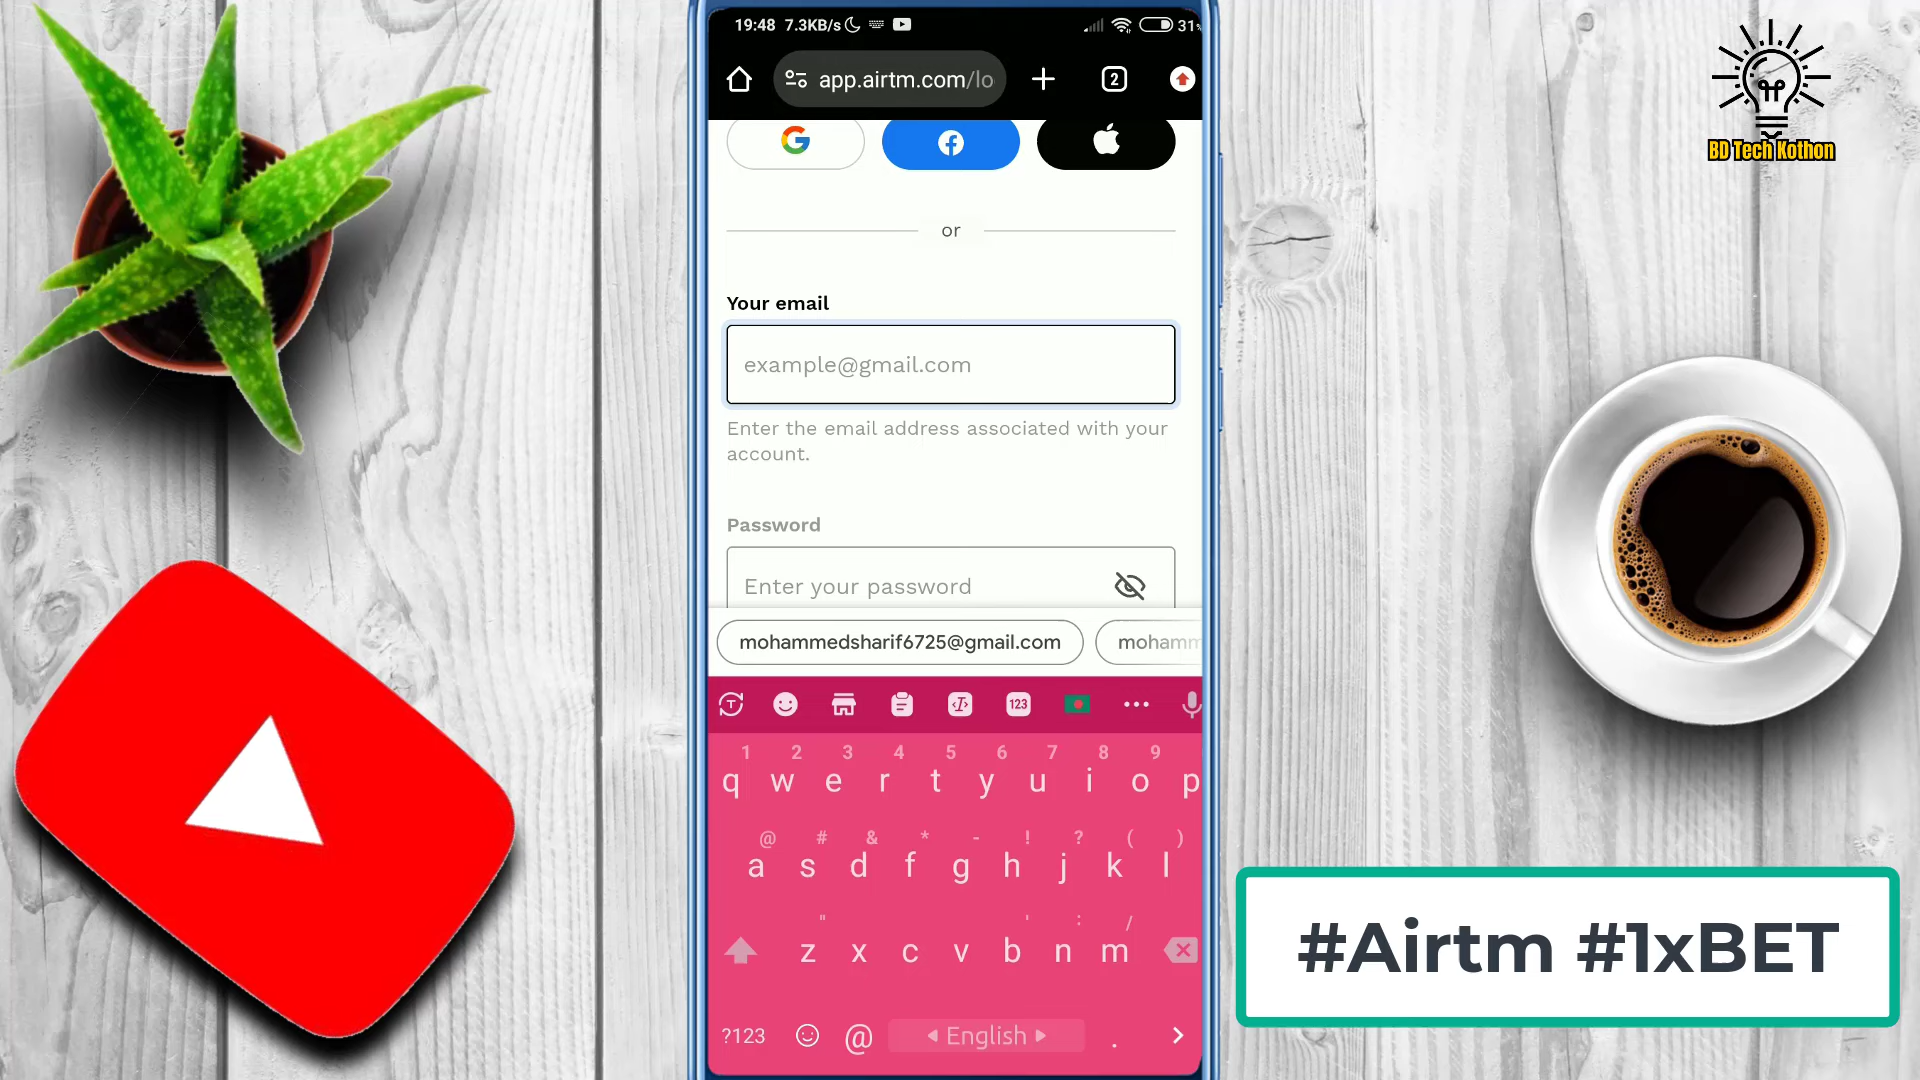 19:48 7.3KB/s 31%
app.airtm.com/lo
2
BD Tech Kothon
or
Your email
example@gmail.com
Enter the email address associated with your
account.
Password
Enter your password
mohammedsharif6725@gmail.com mohamm
123
1 2 3 4 5 6 7 8 9
q w e r t y u i o p
@ # & * - ! ? ( )
a s d f g h j k l
" ' : /
z x c v b n m
?123 @ English .
#Airtm #1xBET